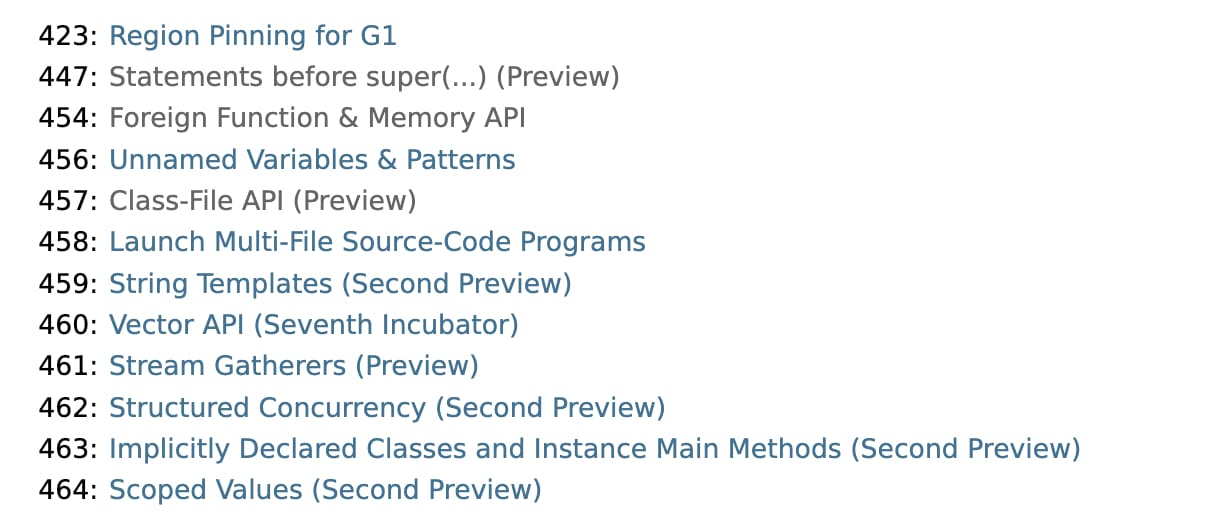 423: Region Pinning for G1
447: Statements before super(...) (Preview)
454: Foreign Function & Memory API
456: Unnamed Variables & Patterns
457: Class-File API (Preview)
458: Launch Multi-File Source-Code Programs
459: String Templates (Second Preview)
460: Vector API (Seventh Incubator)
461: Stream Gatherers (Preview)
462: Structured Concurrency (Second Preview)
463: Implicitly Declared Classes and Instance Main Methods (Second Preview)
464: Scoped Values (Second Preview)